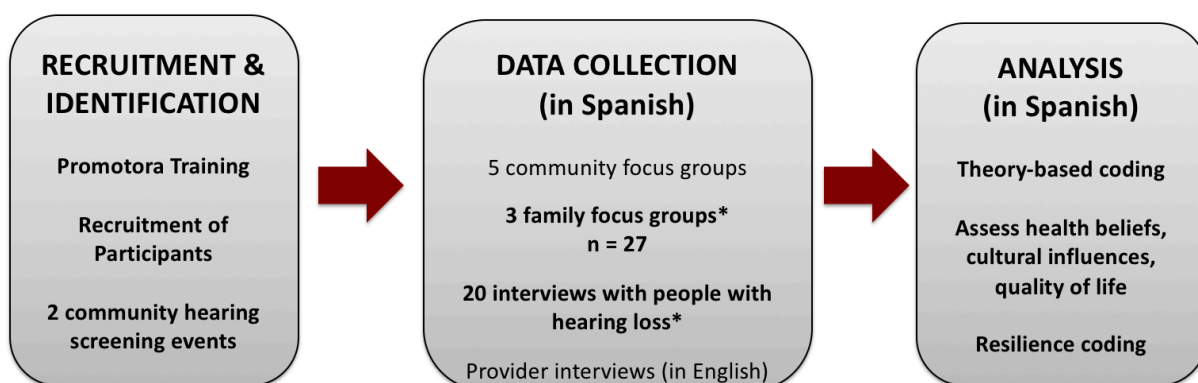 RECRUITMENT &
IDENTIFICATION
Promotora Training
Recruitment of
Participants
2 community hearing
screening events
DATA COLLECTION
(in Spanish)
5 community focus groups
3 family focus groups*
n = 27
20 interviews with people with
hearing loss*
Provider interviews (in English)
ANALYSIS
(in Spanish)
Theory-based coding
Assess health beliefs,
cultural influences,
quality of life
Resilience coding